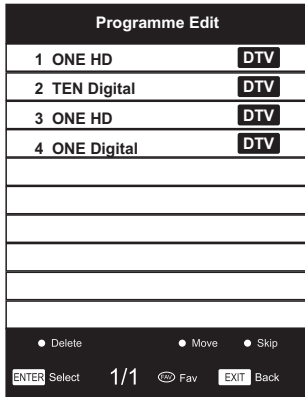 Programme Edit
1 ONE HD DTV
2 TEN Digital DTV
3 ONE HD DTV
4 ONE Digital DTV
Delete Move Skip
ENTER Select 1/1 FAV Fav EXIT Back